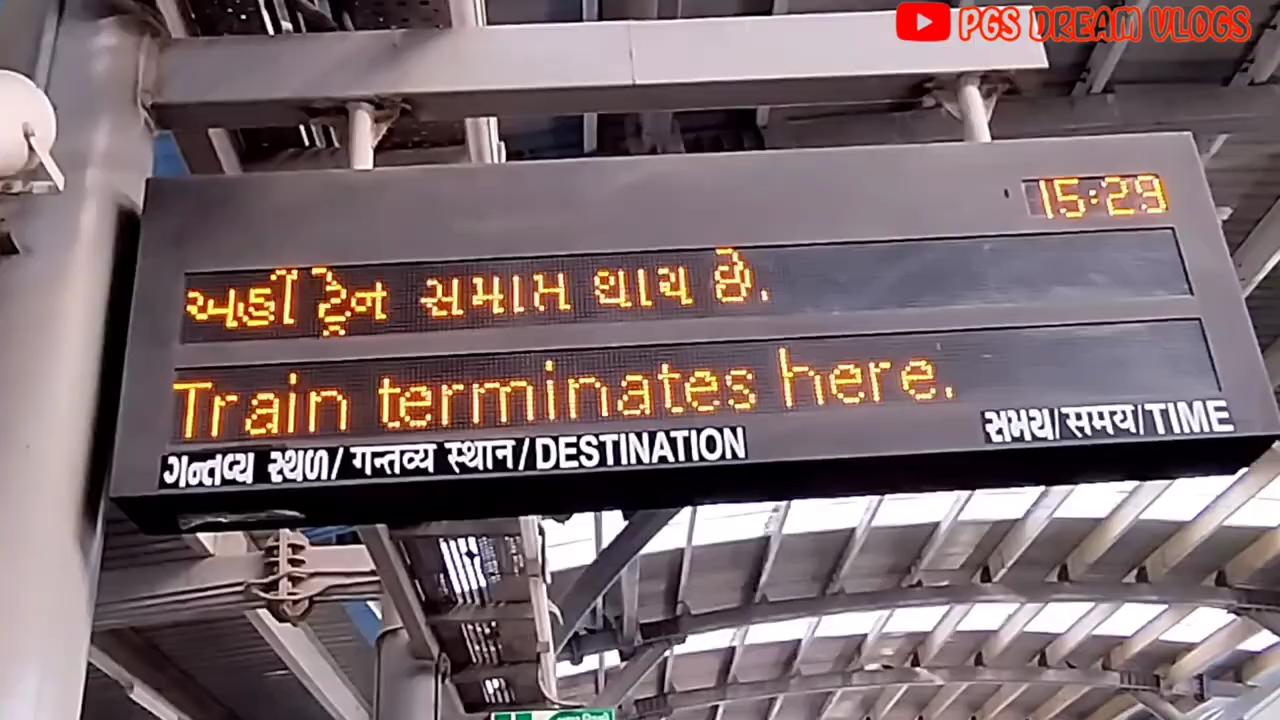 PGS DREAM VLOGS
15:29
અહીં ટ્રેન સમાપ્ત થાય છે.
Train terminates here.
ગન્તવ્ય સ્થળ/ गन्तव्य स्थान/DESTINATION
સમય/समय/TIME